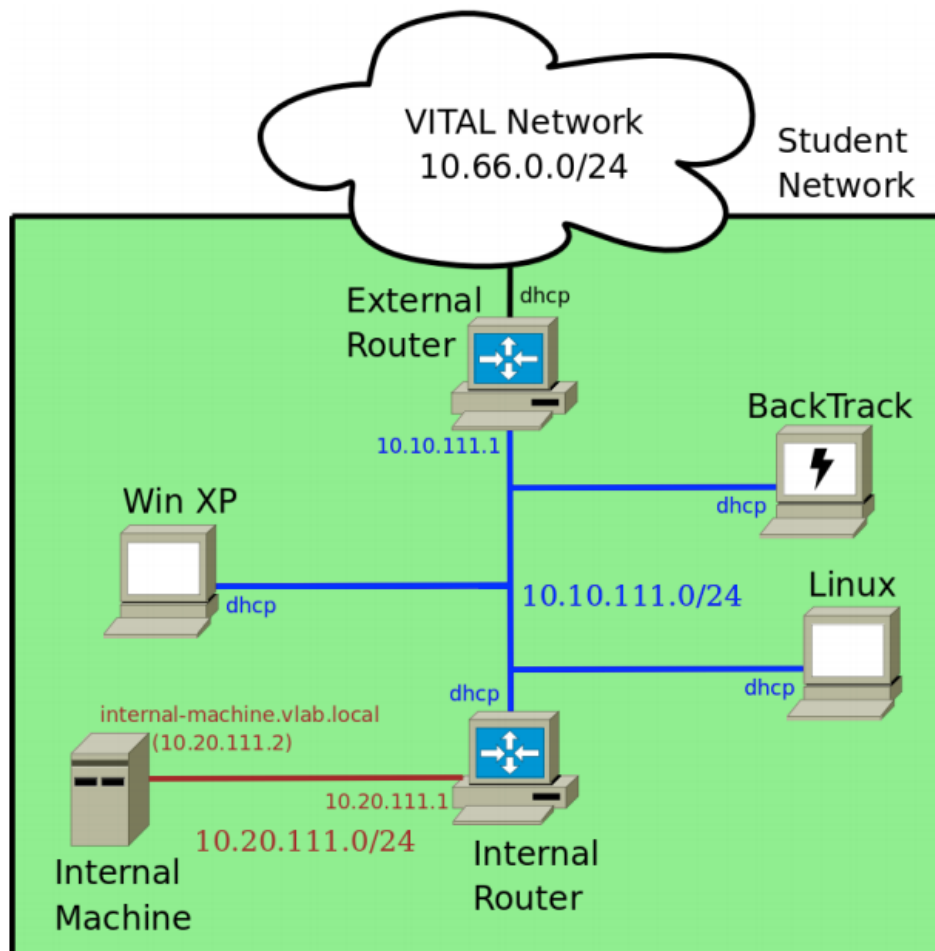 VITAL Network
10.66.0.0/24
Student
Network
External
Router
dhcp
10.10.111.1
BackTrack
dhcp
Win XP
dhcp
10.10.111.0/24
Linux
dhcp
dhcp
internal-machine.vlab.local
(10.20.111.2)
10.20.111.1
10.20.111.0/24
Internal
Machine
Internal
Router